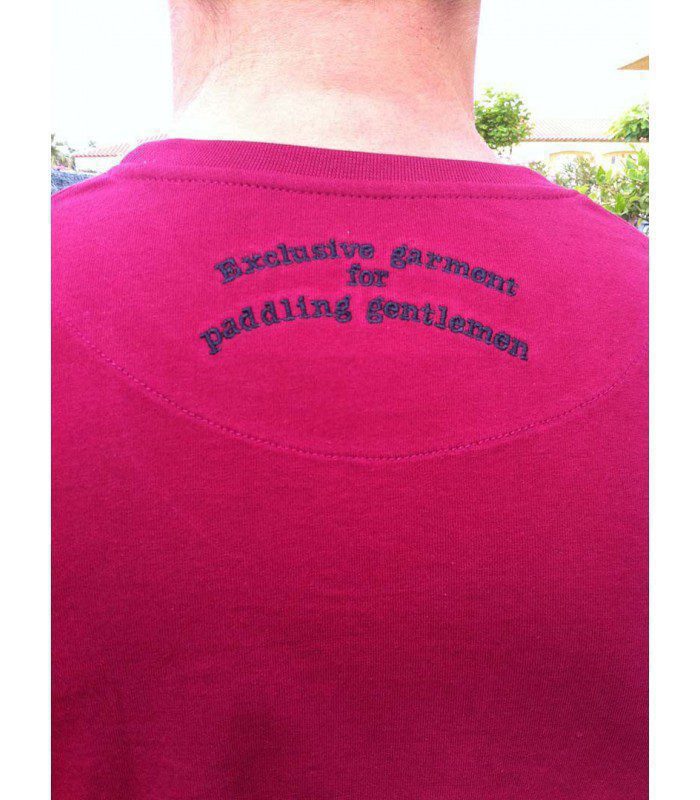 Exclusive garment
for
paddling gentlemen